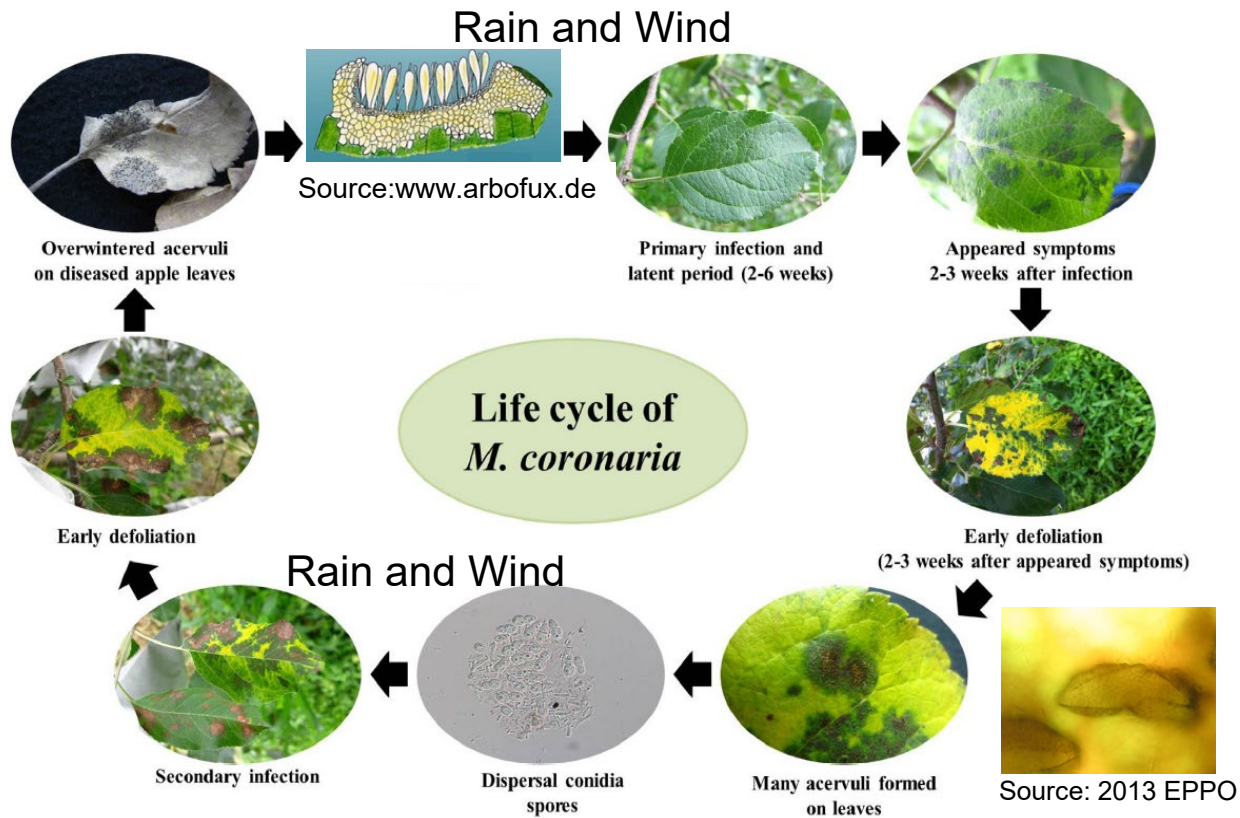 Rain and Wind
Source:www.arbofux.de
Overwintered acervuli
on diseased apple leaves
Primary infection and
latent period (2-6 weeks)
Appeared symptoms
2-3 weeks after infection
Life cycle of
M. coronaria
Early defoliation
Early defoliation
(2-3 weeks after appeared symptoms)
Rain and Wind
Secondary infection
Dispersal conidia
spores
Many acervuli formed
on leaves
Source: 2013 EPPO